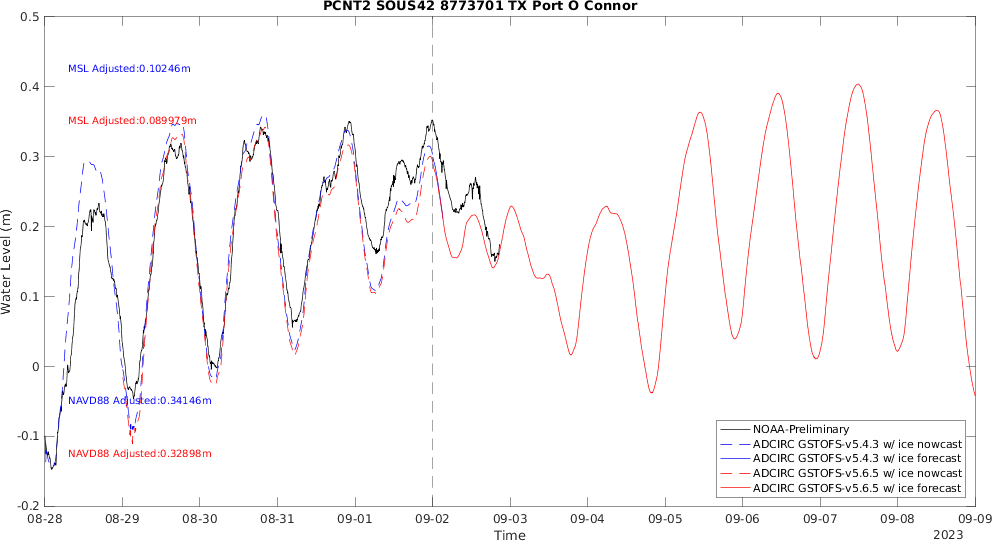 PCNT2 SOUS42 8773701 TX Port O Connor
0.5
0.4
0.3
0.2
0.1
0
-0.1
-0.2
Water Level (m)
MSL Adjusted:0.10246m
MSL Adjusted:0.089979m
NAVD88 Adjusted:0.34146m
NAVD88 Adjusted:0.32898m
NOAA-Preliminary
ADCIRC GSTOFS-v5.4.3 w/ ice nowcast
ADCIRC GSTOFS-v5.4.3 w/ ice forecast
ADCIRC GSTOFS-v5.6.5 w/ ice nowcast
ADCIRC GSTOFS-v5.6.5 w/ ice forecast
08-28 08-29 08-30 08-31 09-01 09-02 09-03 09-04 09-05 09-06 09-07 09-08 09-09
Time
2023